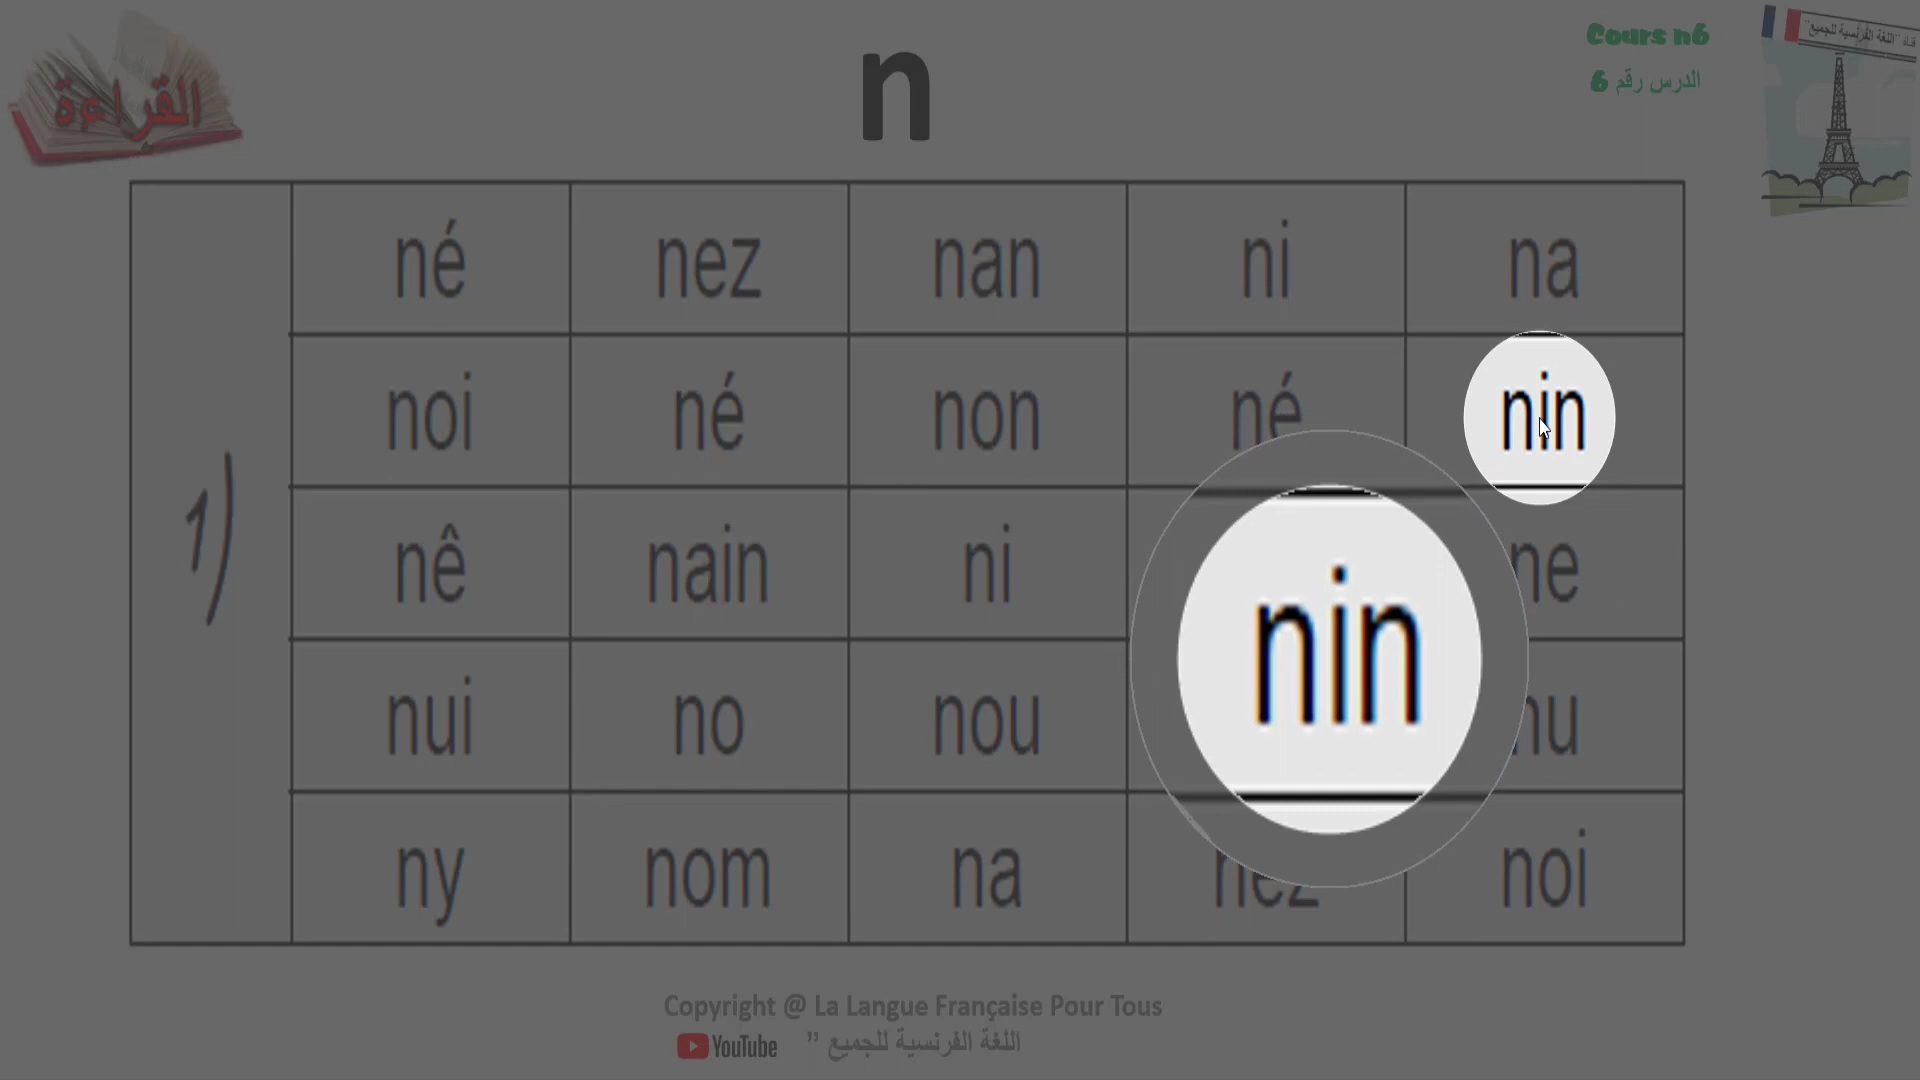 القراءة
n
Cours n6
الدرس رقم 6
قناة "اللغة الفرنسية للجميع"
né nez nan ni na
noi né non né nin
1) nê nain ni ne
nin
nui no nou nu
ny nom na nez noi
Copyright @ La Langue Française Pour Tous
YouTube اللغة الفرنسية للجميع "